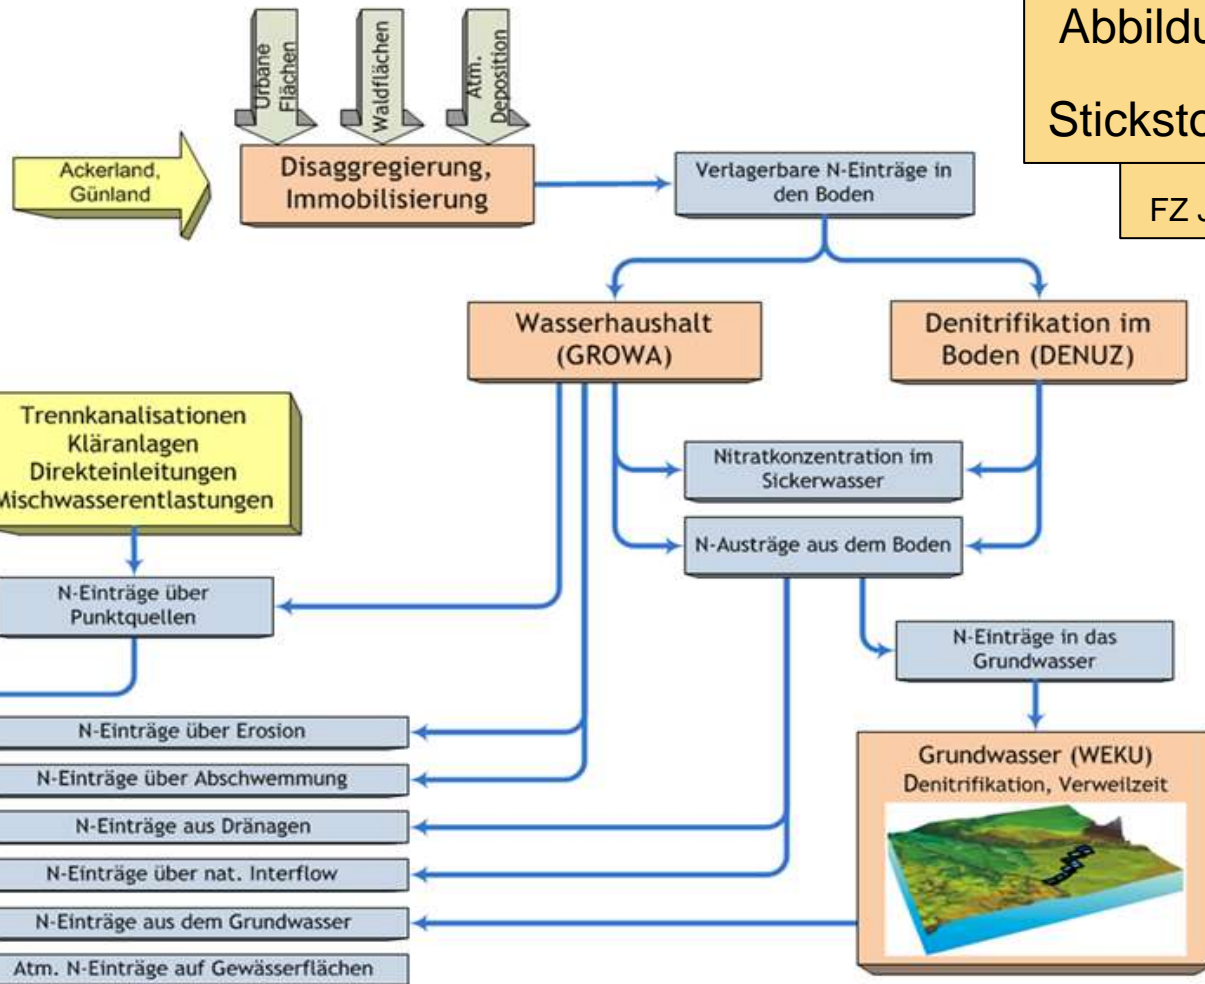 Abbildu
Sticksto
FZ J
Urbane
Flächen
Waldflächen
Atm.
Deposition
Ackerland,
Günland
Disaggregierung,
Immobilisierung
Verlagerbare N-Einträge in
den Boden
Wasserhaushalt
(GROWA)
Denitrifikation im
Boden (DENUZ)
Trennkanalisationen
Kläranlagen
Direkteinleitungen
Mischwasserentlastungen
Nitratkonzentration im
Sickerwasser
N-Austräge aus dem Boden
N-Einträge über
Punktquellen
N-Einträge in das
Grundwasser
N-Einträge über Erosion
N-Einträge über Abschwemmung
N-Einträge aus Dränagen
N-Einträge über nat. Interflow
N-Einträge aus dem Grundwasser
Atm. N-Einträge auf Gewässerflächen
Grundwasser (WEKU)
Denitrifikation, Verweilzeit